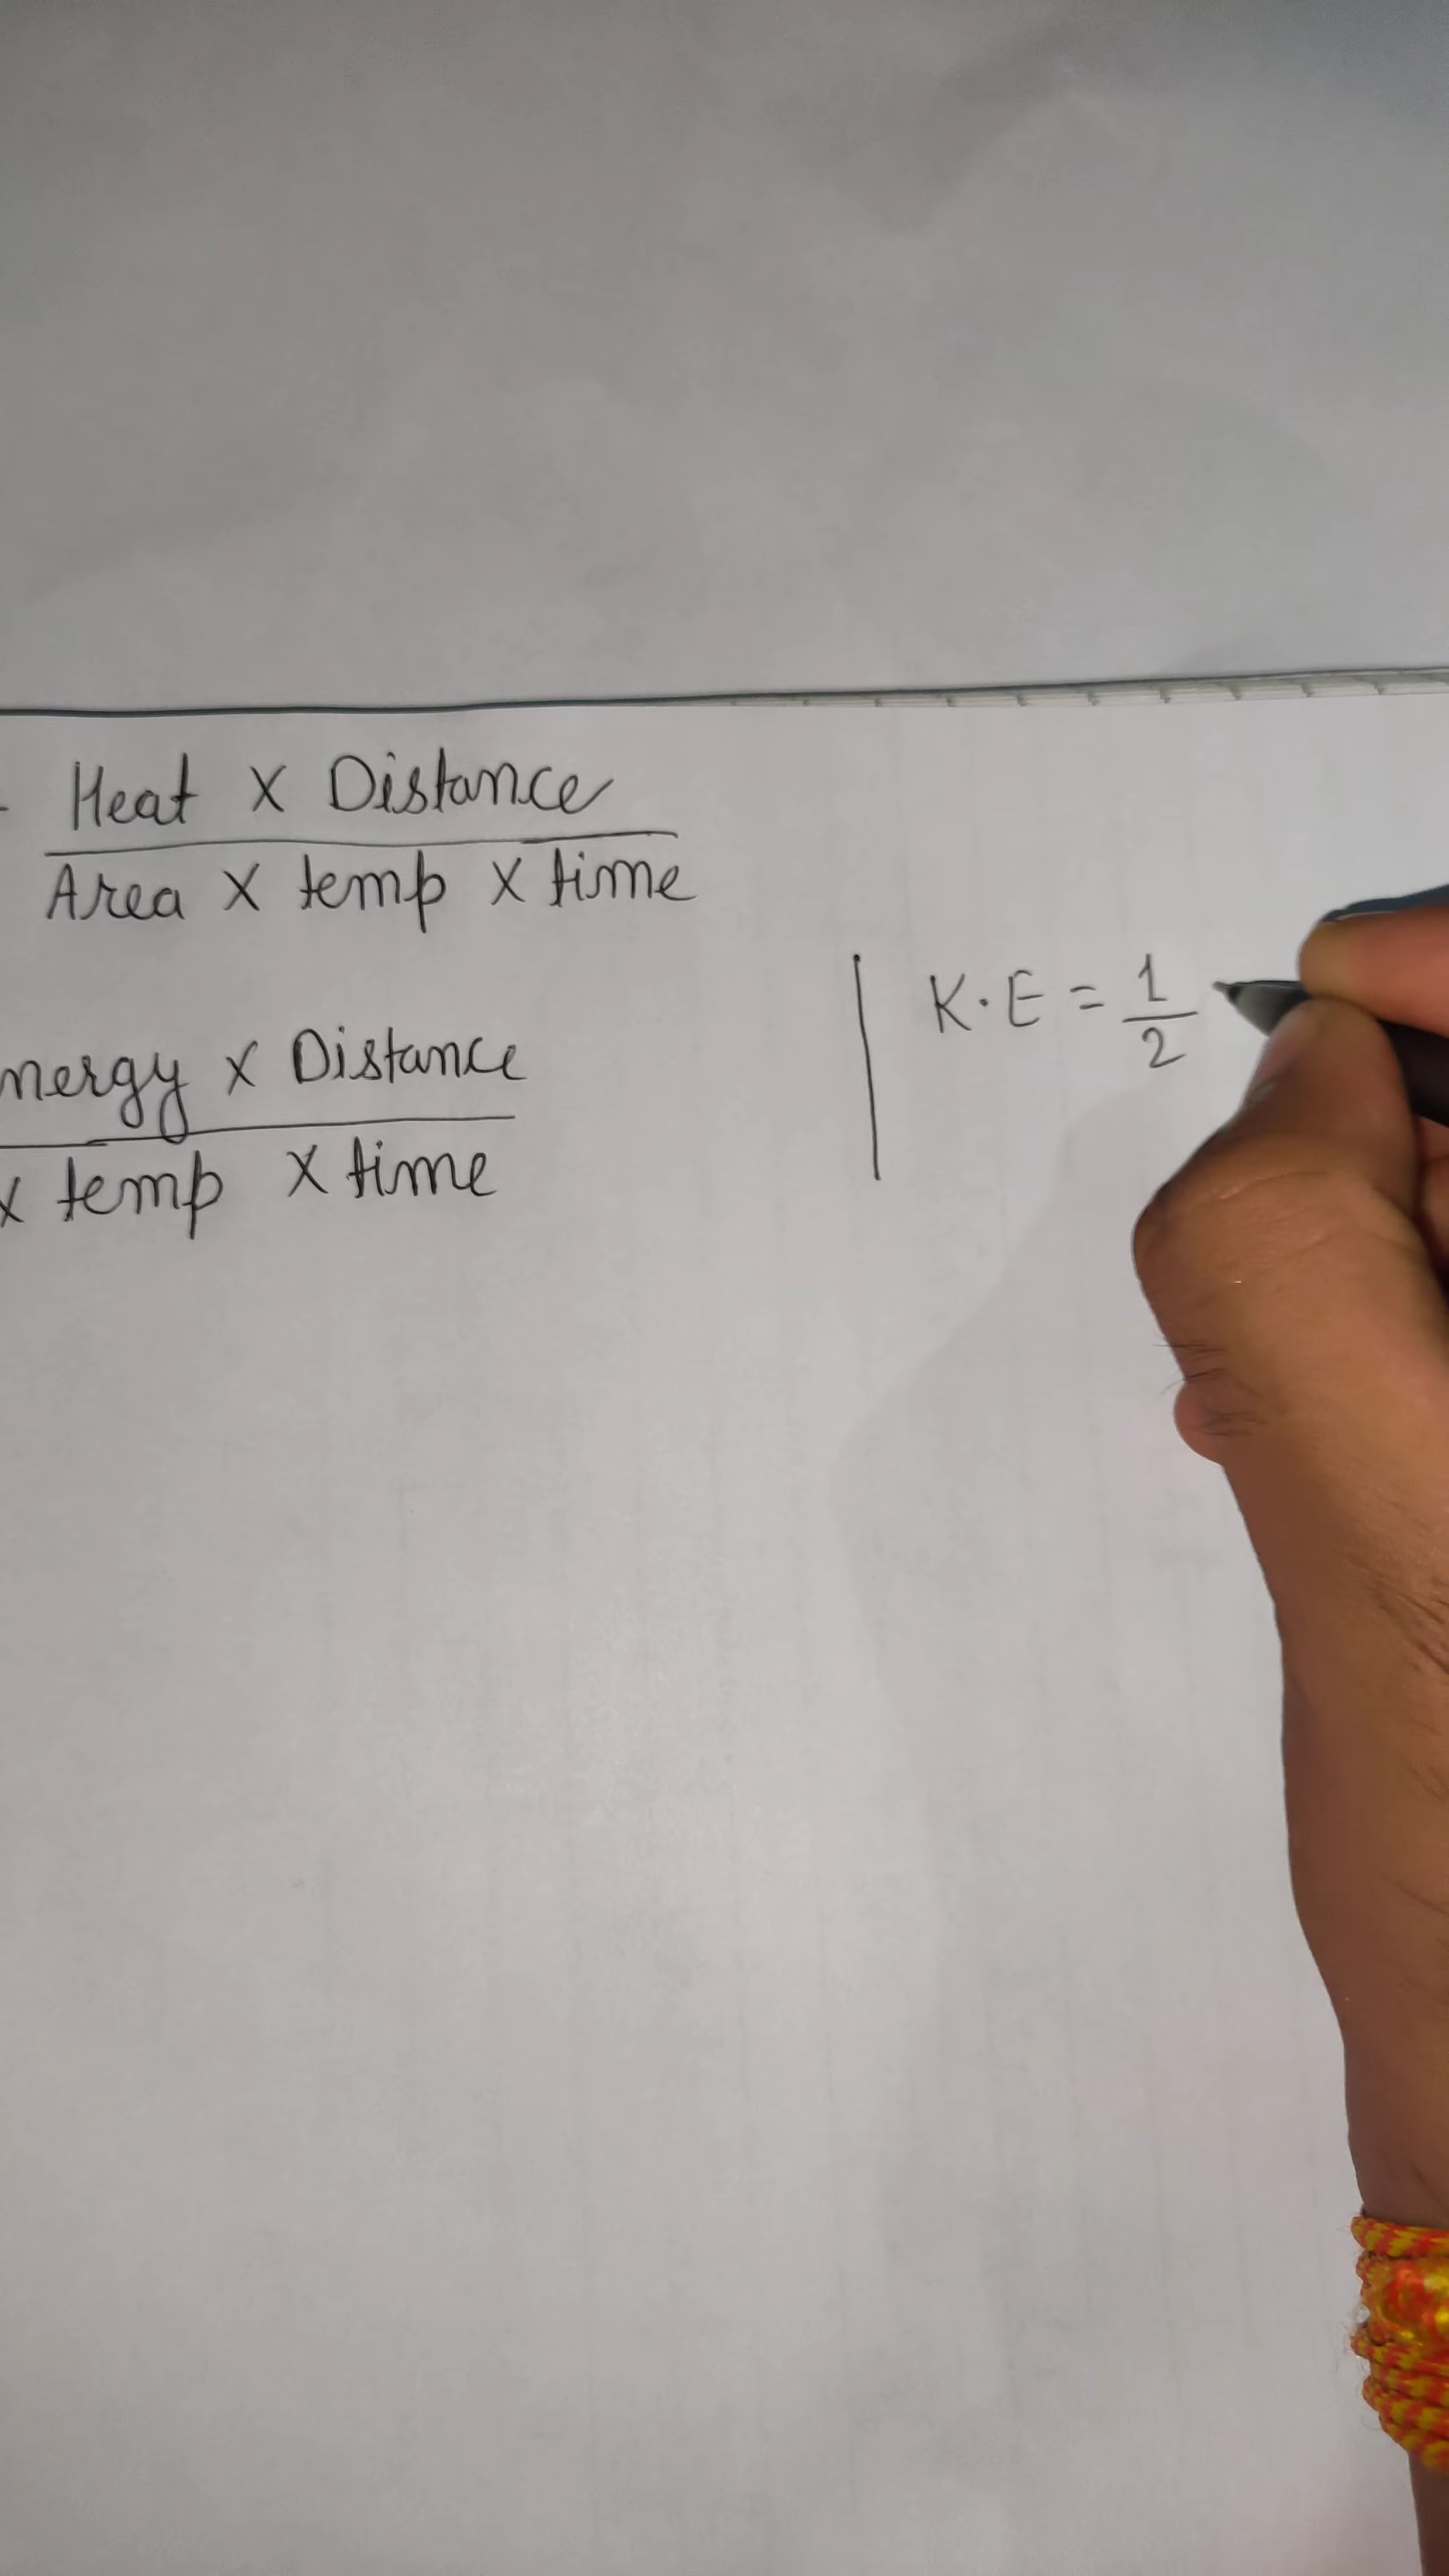 Heat x Distance
Area x temp x time
nergy x Distance
x temp x time
K.E = 1/2